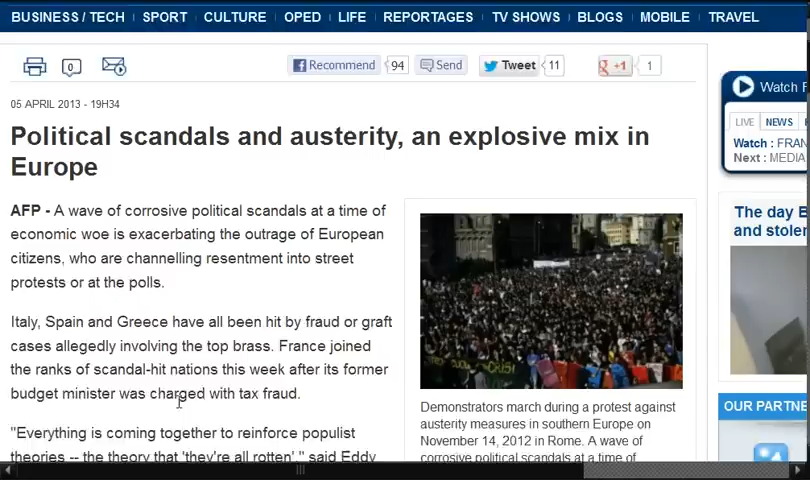 BUSINESS / TECH | SPORT | CULTURE | OPED | LIFE | REPORTAGES | TV SHOWS | BLOGS | MOBILE | TRAVEL
0
Recommend 94 Send Tweet 11 +1 1
05 APRIL 2013 - 19H34
Political scandals and austerity, an explosive mix in
Europe
AFP - A wave of corrosive political scandals at a time of
economic woe is exacerbating the outrage of European
citizens, who are channelling resentment into street
protests or at the polls.
Italy, Spain and Greece have all been hit by fraud or graft
cases allegedly involving the top brass. France joined
the ranks of scandal-hit nations this week after its former
budget minister was charged with tax fraud.
"Everything is coming together to reinforce populist
theories -- the theory that 'they're all rotten'," said Eddy
Demonstrators march during a protest against
austerity measures in southern Europe on
November 14, 2012 in Rome. A wave of
corrosive political scandals at a time of
Watch F
LIVE NEWS
Watch : FRAN
Next : MEDIA
The day E
and stolen
OUR PARTNE